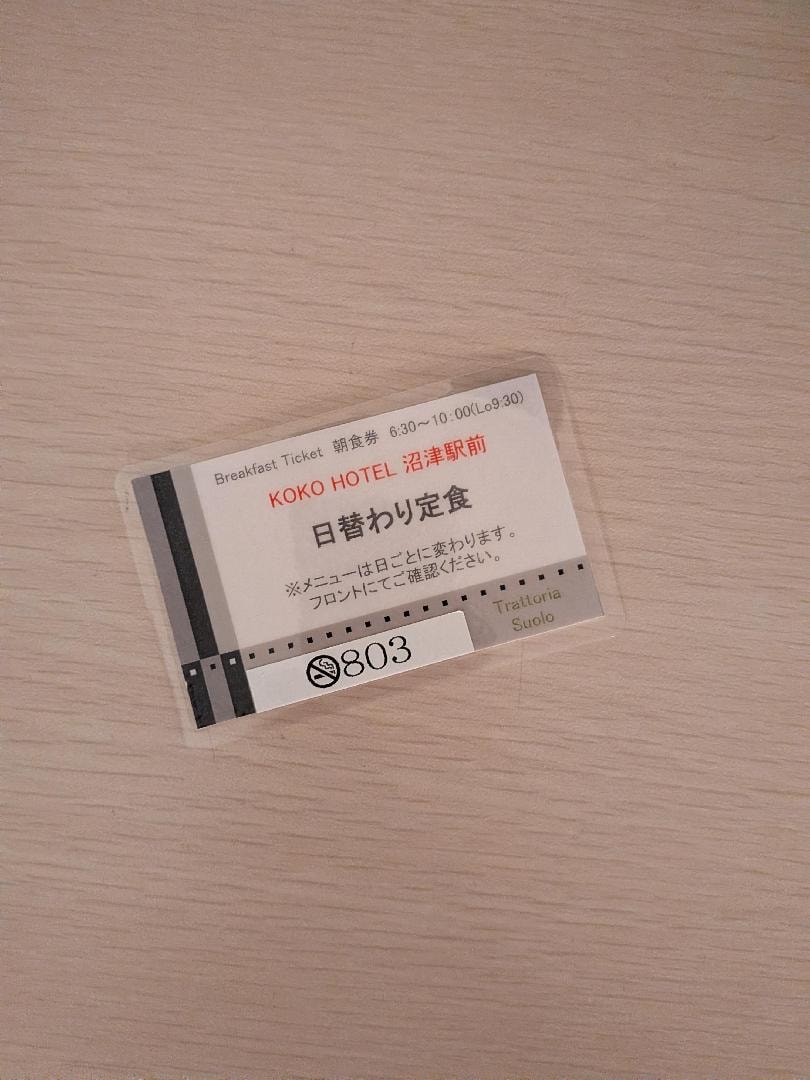 Breakfast Ticket 朝食券 6:30～10:00(Lo9:30)
KOKO HOTEL 沼津駅前
日替わり定食
※メニューは日ごとに変わります。
フロントにてご確認ください。
Trattoria
Suolo
803